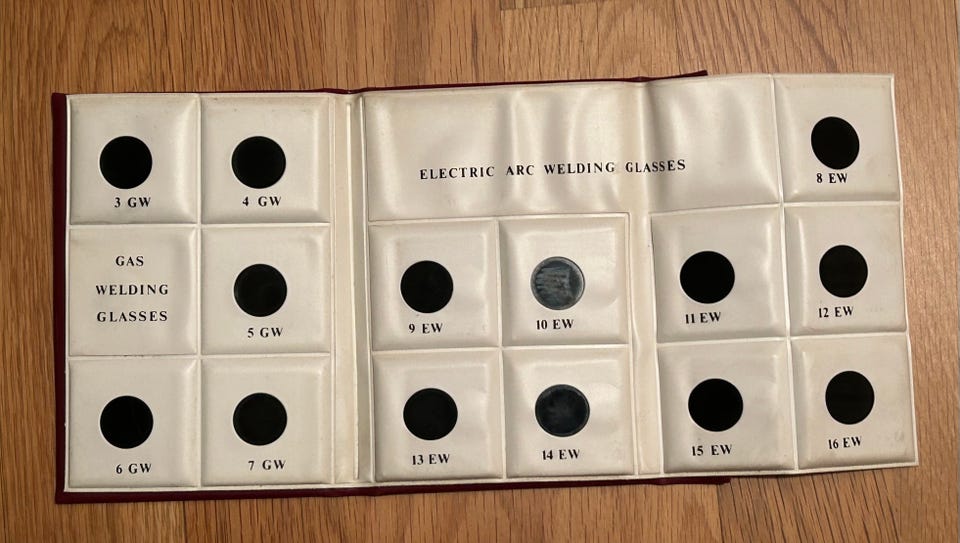 3 GW
4 GW
GAS
WELDING
GLASSES
5 GW
6 GW
7 GW
ELECTRIC ARC WELDING GLASSES
8 EW
9 EW
10 EW
11 EW
12 EW
13 EW
14 EW
15 EW
16 EW